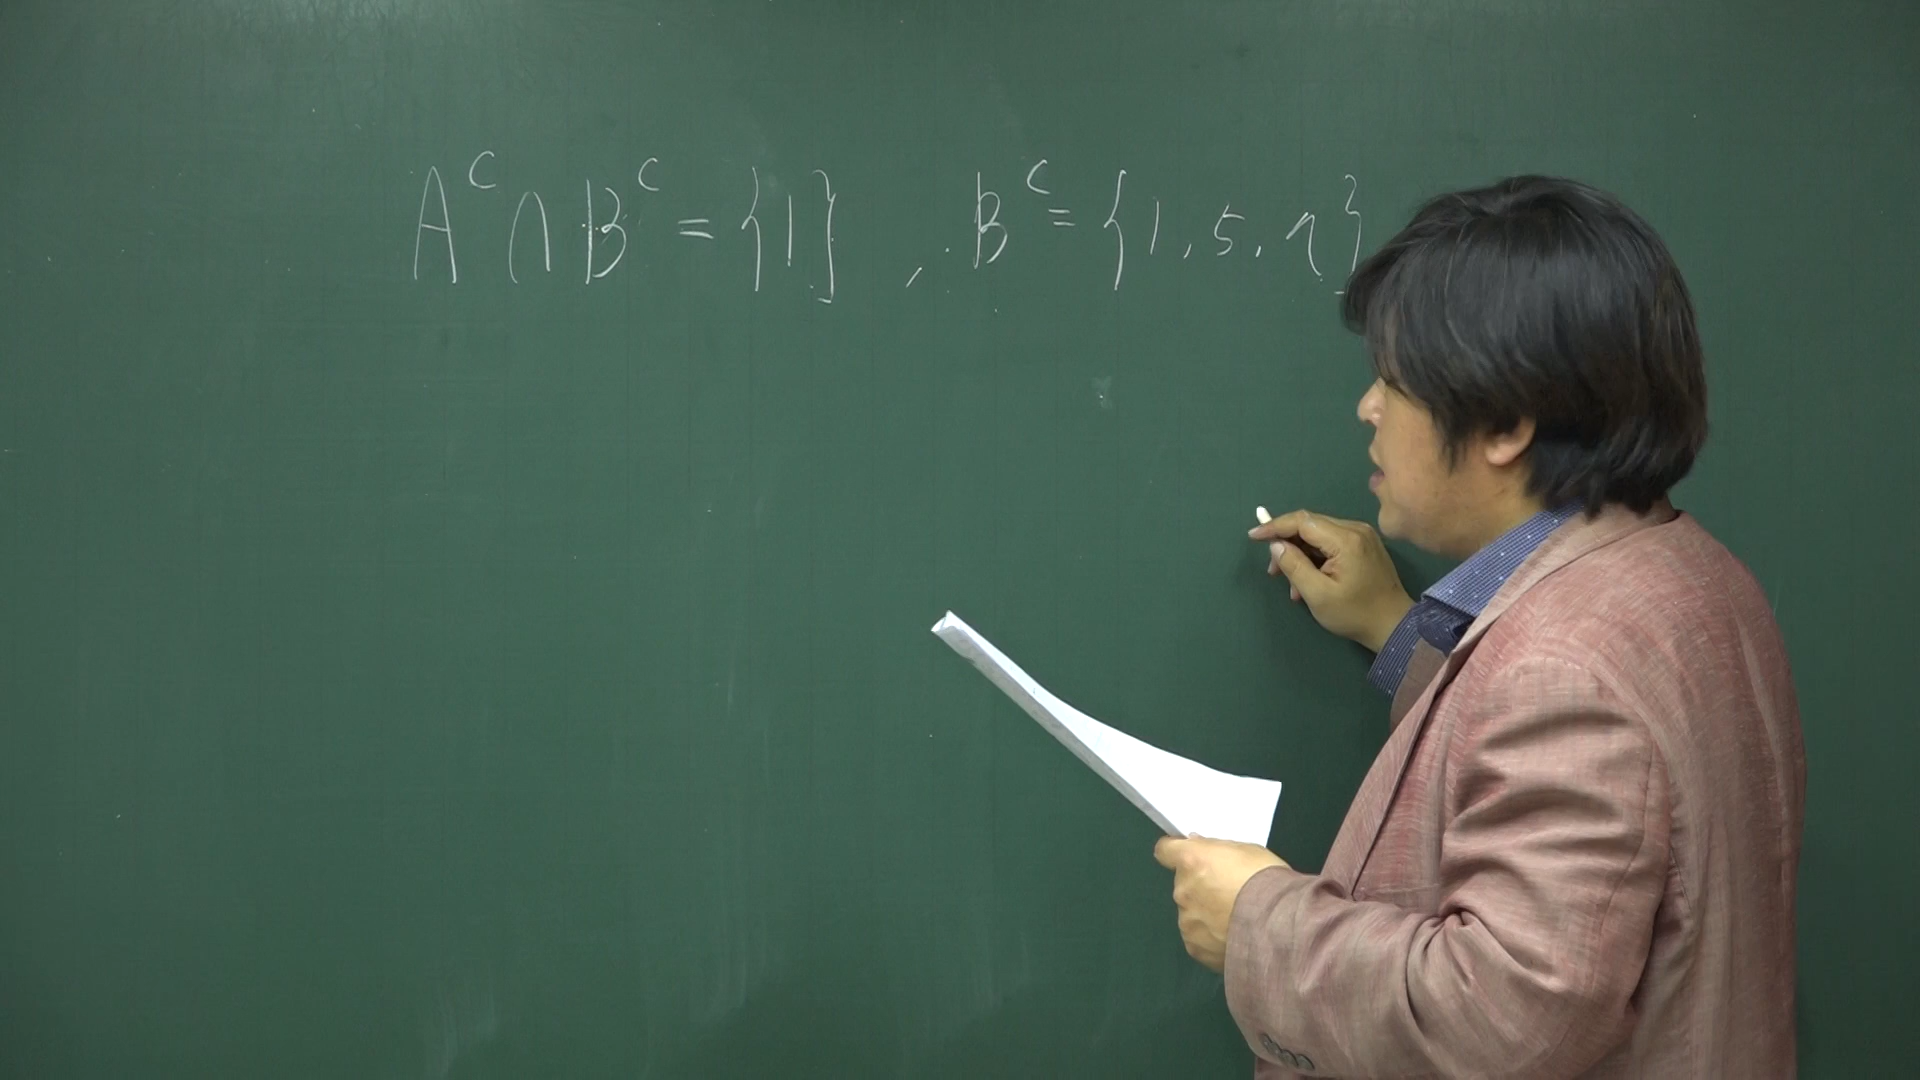 Aᶜ ∩ Bᶜ = {1} , Bᶜ = {1, 5, 7}